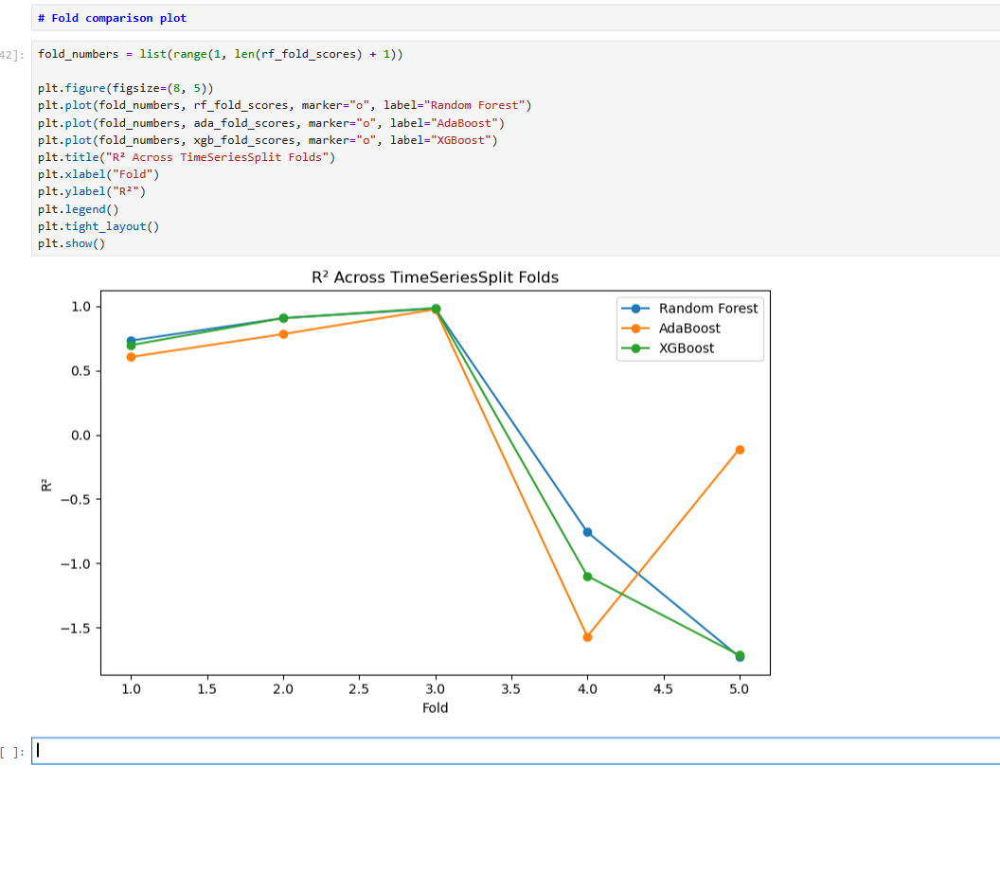 # Fold comparison plot
42]:
fold_numbers = list(range(1, len(rf_fold_scores) + 1))
plt.figure(figsize=(8, 5))
plt.plot(fold_numbers, rf_fold_scores, marker="o", label="Random Forest")
plt.plot(fold_numbers, ada_fold_scores, marker="o", label="AdaBoost")
plt.plot(fold_numbers, xgb_fold_scores, marker="o", label="XGBoost")
plt.title("R² Across TimeSeriesSplit Folds")
plt.xlabel("Fold")
plt.ylabel("R²")
plt.legend()
plt.tight_layout()
plt.show()
R² Across TimeSeriesSplit Folds
Random Forest
AdaBoost
XGBoost
R²
1.0
0.5
0.0
−0.5
−1.0
−1.5
1.0 1.5 2.0 2.5 3.0 3.5 4.0 4.5 5.0
Fold
[ ]: